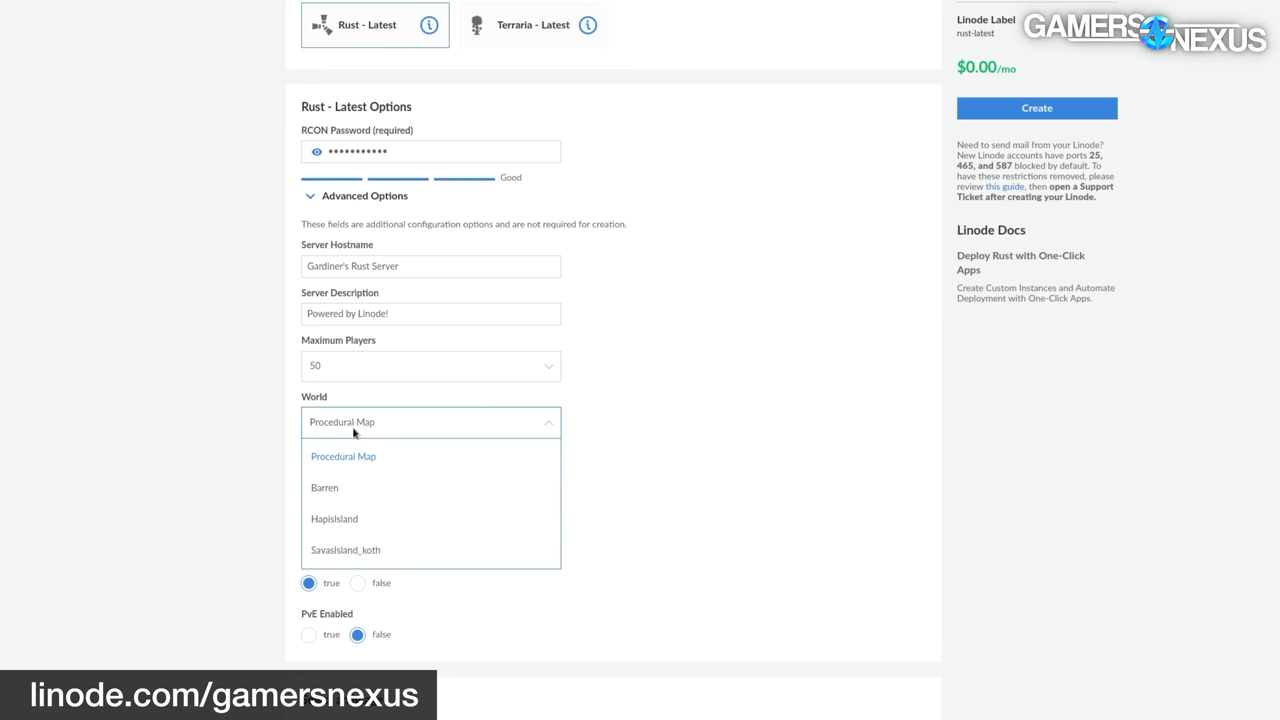 Rust - Latest
Terraria - Latest
Linode Label
rust-latest
GAMERS NEXUS
$0.00/mo
Create
Need to send mail from your Linode?
New Linode accounts have ports 25,
465, and 587 blocked by default. To
have these restrictions removed, please
review this guide, then open a Support
Ticket after creating your Linode.
Linode Docs
Deploy Rust with One-Click
Apps
Create Custom Instances and Automate
Deployment with One-Click Apps.
Rust - Latest Options
RCON Password (required)
•••••••••••
Good
Advanced Options
These fields are additional configuration options and are not required for creation.
Server Hostname
Gardiner's Rust Server
Server Description
Powered by Linode!
Maximum Players
50
World
Procedural Map
Procedural Map
Barren
HapisIsland
SavasIsland_koth
true false
PvE Enabled
true false
linode.com/gamersnexus